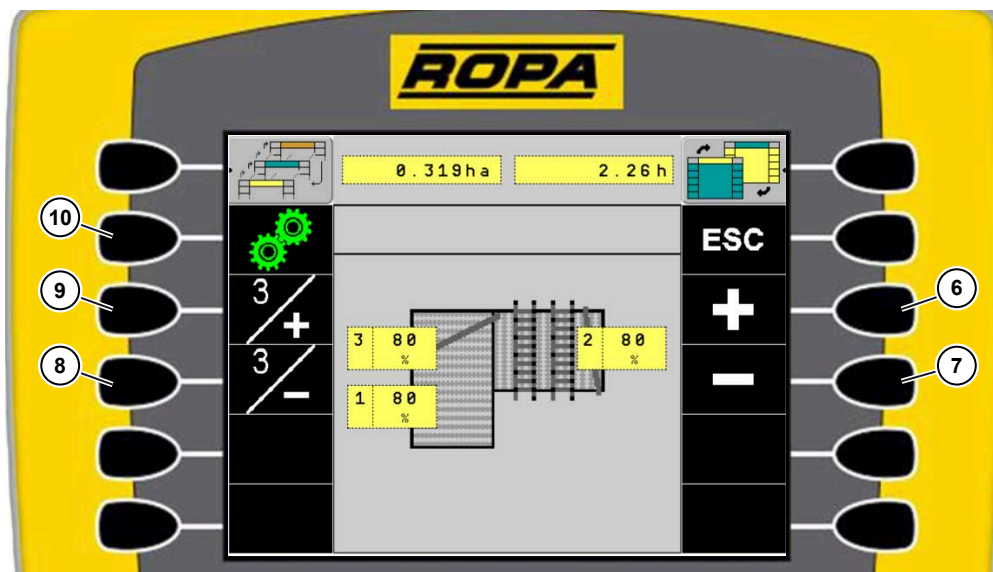 ROPA
0.319ha 2.26h
10 ESC
9 3/+ + 6
3 80 % 2 80 %
8 3/- - 7
1 80 %